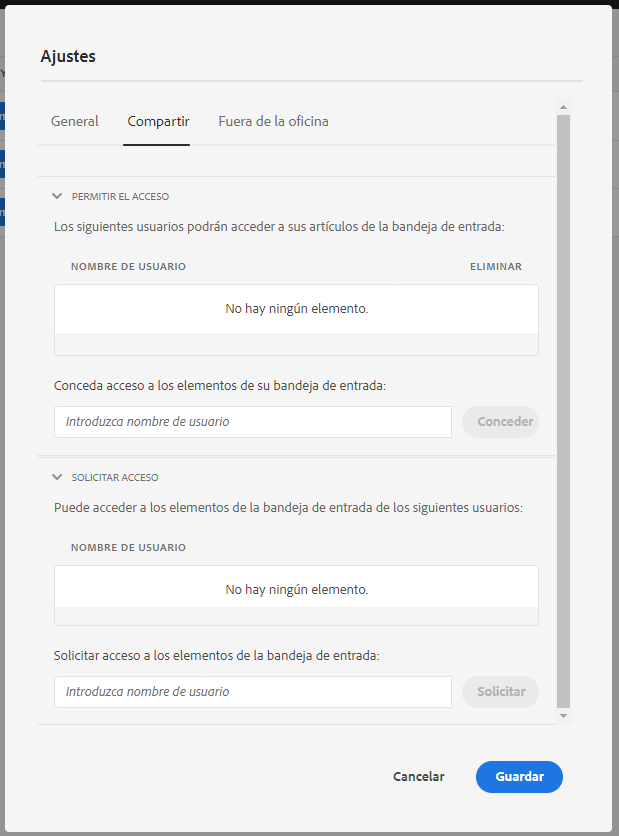 Ajustes
General Compartir Fuera de la oficina
PERMITIR EL ACCESO
Los siguientes usuarios podrán acceder a sus artículos de la bandeja de entrada:
NOMBRE DE USUARIO ELIMINAR
No hay ningún elemento.
Conceda acceso a los elementos de su bandeja de entrada:
Introduzca nombre de usuario Conceder
SOLICITAR ACCESO
Puede acceder a los elementos de la bandeja de entrada de los siguientes usuarios:
NOMBRE DE USUARIO
No hay ningún elemento.
Solicitar acceso a los elementos de la bandeja de entrada:
Introduzca nombre de usuario Solicitar
Cancelar Guardar